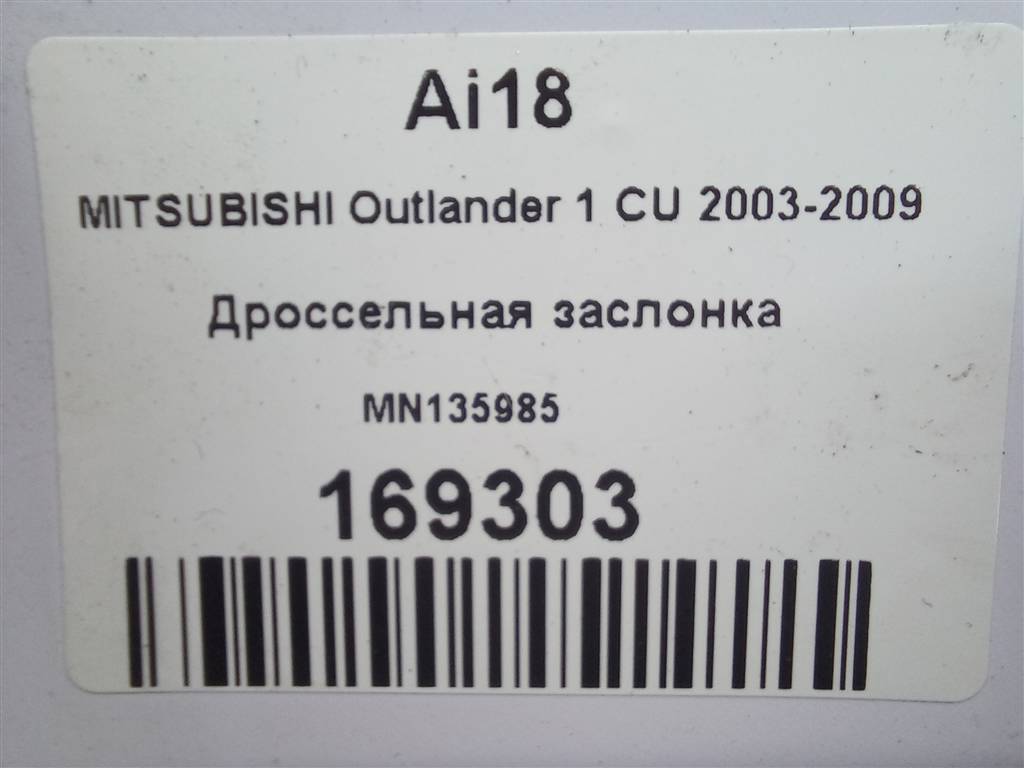 Ai18
MITSUBISHI Outlander 1 CU 2003-2009
Дроссельная заслонка
MN135985
169303